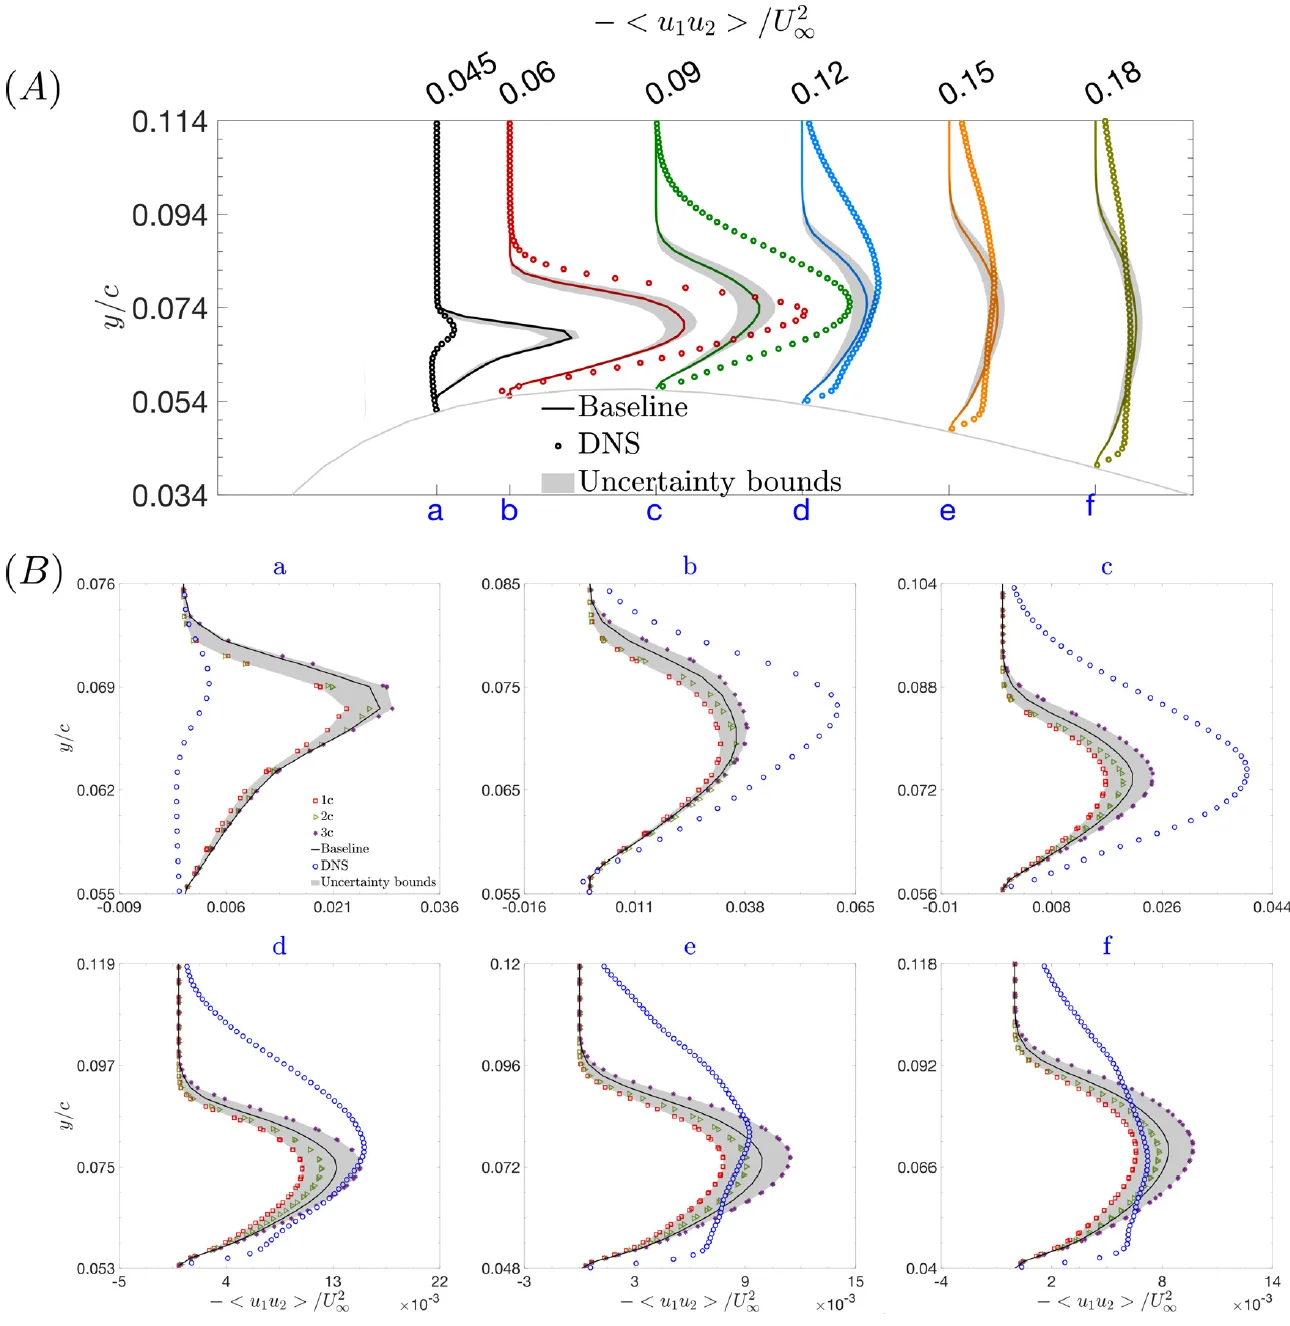 − < u₁u₂ > /U²∞
(A)
0.045 0.06 0.09 0.12 0.15 0.18
0.114
0.094
0.074
0.054
0.034
y/c
Baseline
DNS
Uncertainty bounds
a b c d e f
(B)
a
0.076
0.069
0.062
0.055
y/c
1c
2c
3c
Baseline
DNS
Uncertainty bounds
-0.009 0.006 0.021 0.036
b
0.085
0.075
0.065
0.055
-0.016 0.011 0.038 0.065
c
0.104
0.088
0.072
0.056
-0.01 0.008 0.026 0.044
d
0.119
0.097
0.075
0.053
y/c
-5 4 13 22
− < u₁u₂ > /U²∞ ×10⁻³
e
0.12
0.096
0.072
0.048
-3 3 9 15
− < u₁u₂ > /U²∞ ×10⁻³
f
0.118
0.092
0.066
0.04
-4 2 8 14
− < u₁u₂ > /U²∞ ×10⁻³